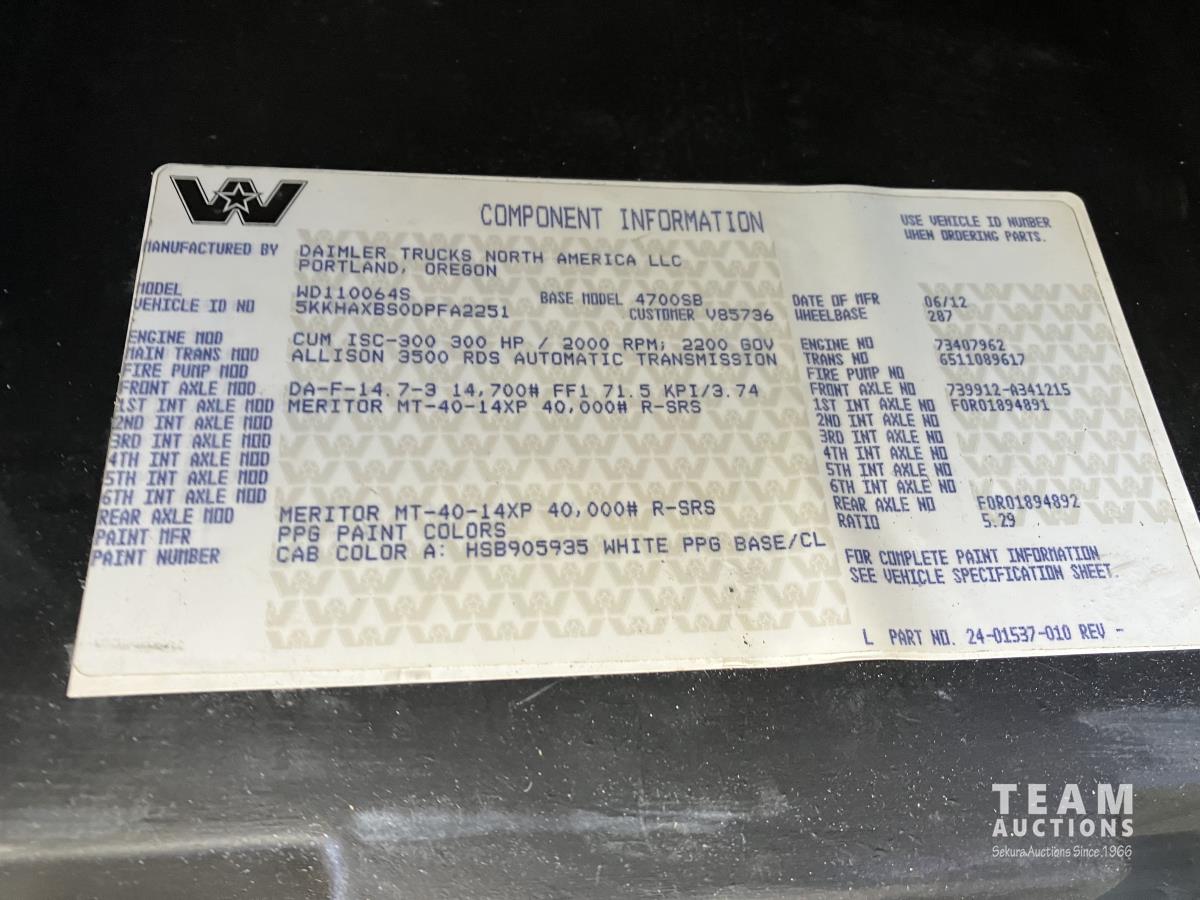 COMPONENT INFORMATION
USE VEHICLE ID NUMBER
WHEN ORDERING PARTS.
MANUFACTURED BY DAIMLER TRUCKS NORTH AMERICA LLC
PORTLAND, OREGON
MODEL WD110064S BASE MODEL 4700SB DATE OF MFR 06/12
VEHICLE ID NO 5KKHAXBS0DPFA2251 CUSTOMER V85736 WHEELBASE 287
ENGINE MOD CUM ISC-300 300 HP / 2000 RPM; 2200 GOV ENGINE NO 73407962
MAIN TRANS MOD ALLISON 3500 RDS AUTOMATIC TRANSMISSION TRANS NO 6511089617
FIRE PUMP MOD FIRE PUMP NO
FRONT AXLE MOD DA-F-14.7-3 14,700# FF1 71.5 KPI/3.74 FRONT AXLE NO 739912-A341215
1ST INT AXLE MOD MERITOR MT-40-14XP 40,000# R-SRS 1ST INT AXLE NO FOR01894891
2ND INT AXLE MOD 2ND INT AXLE NO
3RD INT AXLE MOD 3RD INT AXLE NO
4TH INT AXLE MOD 4TH INT AXLE NO
5TH INT AXLE MOD 5TH INT AXLE NO
6TH INT AXLE MOD 6TH INT AXLE NO
REAR AXLE MOD MERITOR MT-40-14XP 40,000# R-SRS REAR AXLE NO FOR01894892
PAINT MFR PPG PAINT COLORS RATIO 5.29
PAINT NUMBER CAB COLOR A: HSB905935 WHITE PPG BASE/CL
FOR COMPLETE PAINT INFORMATION
SEE VEHICLE SPECIFICATION SHEET.
L PART NO. 24-01537-010 REV -
TEAM
AUCTIONS
Sekura Auctions Since 1966